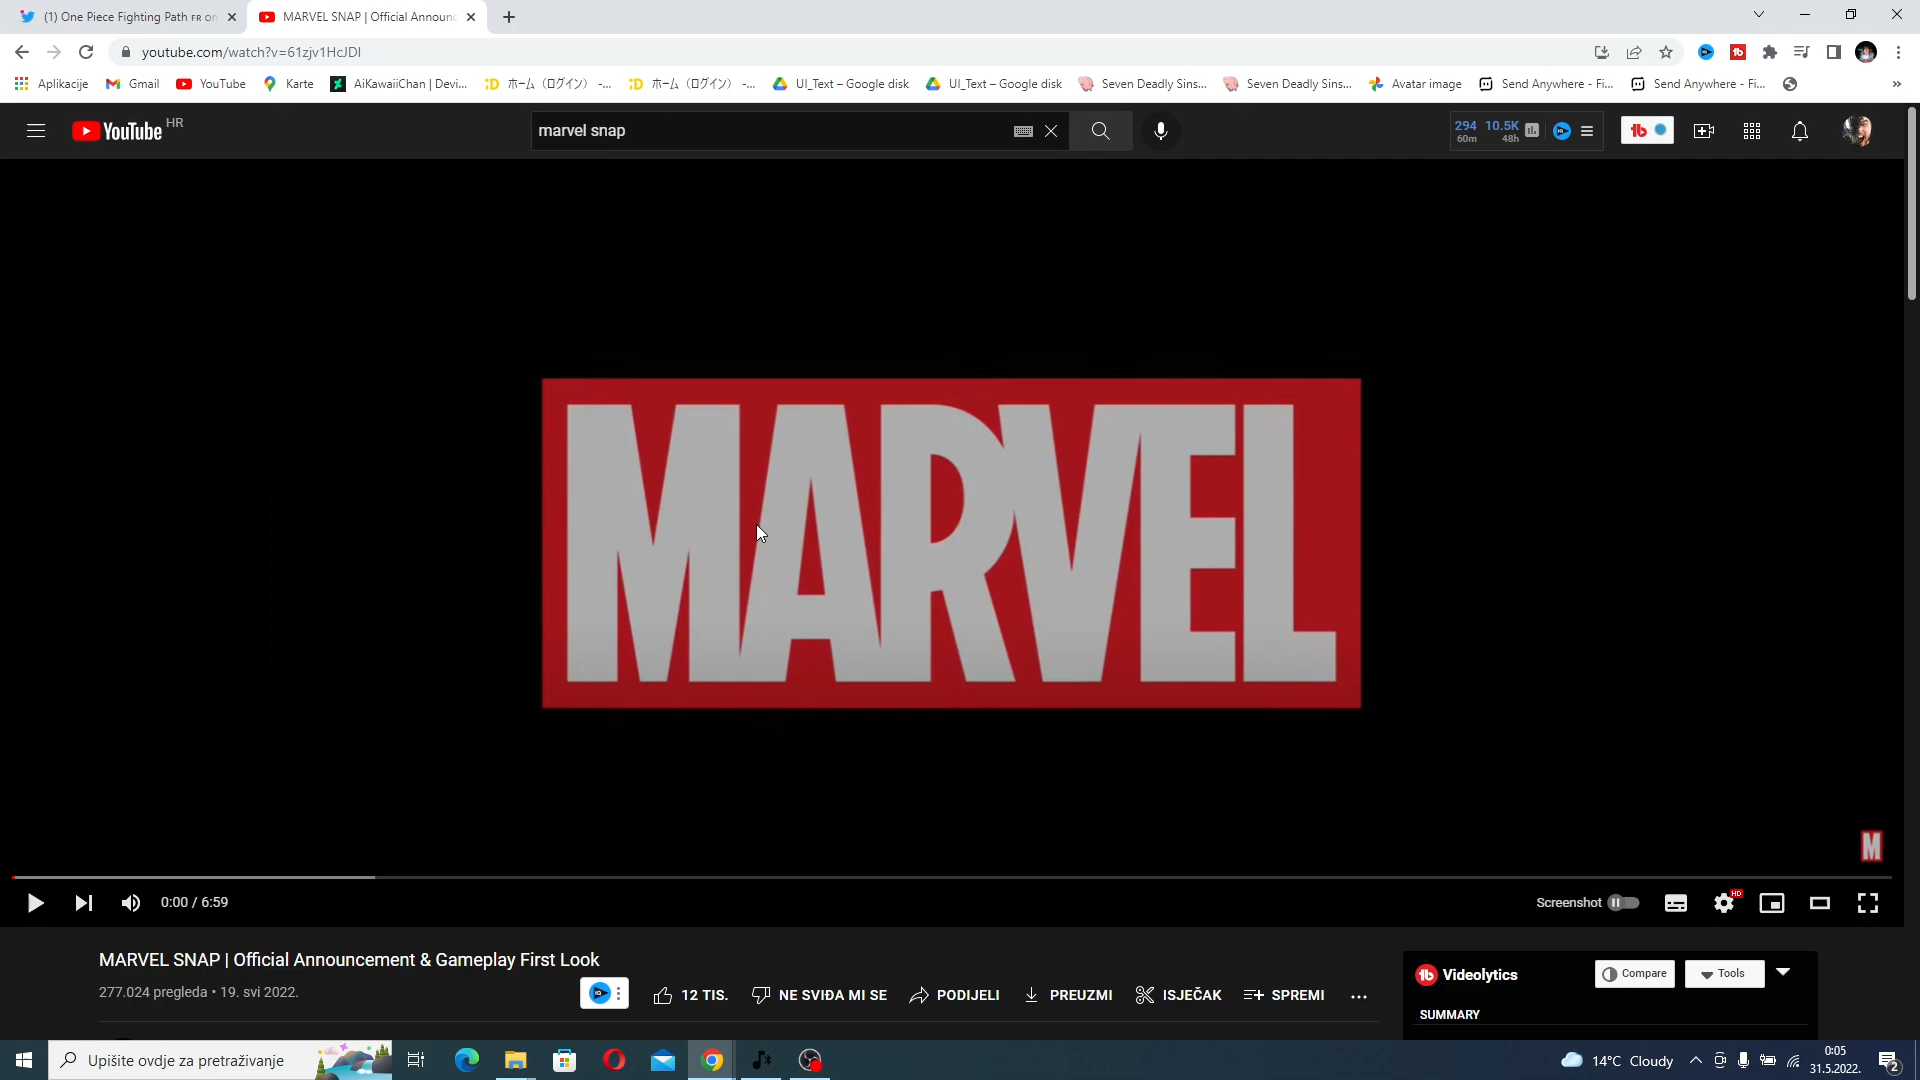 (1) One Piece Fighting Path FR on
MARVEL SNAP | Official Announc
youtube.com/watch?v=61zjv1HcJDI
Aplikacije
Gmail
YouTube
Karte
AiKawaiiChan | Devi...
ホーム（ログイン） -...
ホーム（ログイン） -...
UI_Text – Google disk
UI_Text – Google disk
Seven Deadly Sins...
Seven Deadly Sins...
Avatar image
Send Anywhere - Fi...
Send Anywhere - Fi...
»
YouTube HR
marvel snap
294 10.5K
60m 48h
MARVEL
M
0:00 / 6:59
Screenshot
HD
MARVEL SNAP | Official Announcement & Gameplay First Look
277.024 pregleda • 19. svi 2022.
12 TIS.
NE SVIĐA MI SE
PODIJELI
PREUZMI
ISJEČAK
SPREMI
...
Videolytics
Compare
Tools
SUMMARY
Upišite ovdje za pretraživanje
14°C Cloudy
0:05
31.5.2022.
2